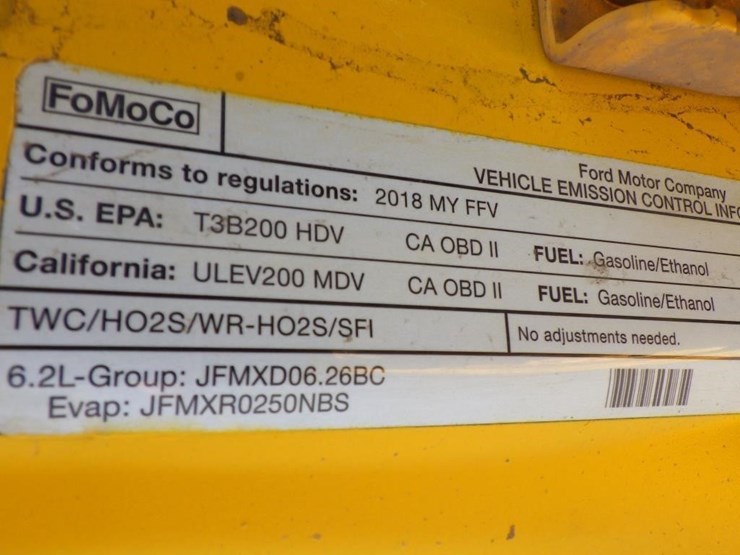 FoMoCo
Ford Motor Company
VEHICLE EMISSION CONTROL INFO
Conforms to regulations: 2018 MY FFV
U.S. EPA: T3B200 HDV CA OBD II FUEL: Gasoline/Ethanol
California: ULEV200 MDV CA OBD II FUEL: Gasoline/Ethanol
TWC/HO2S/WR-HO2S/SFI No adjustments needed.
6.2L-Group: JFMXD06.26BC
Evap: JFMXR0250NBS